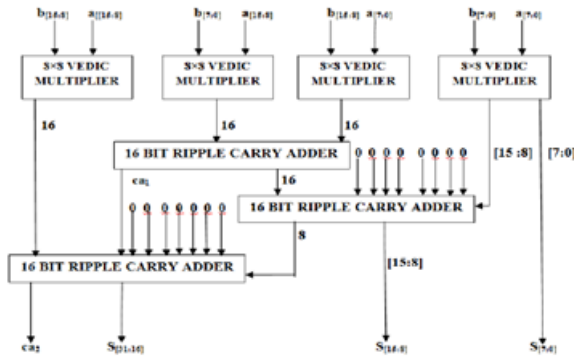 b[15:8] a[15:8] b[7:0] a[15:8] b[15:8] a[7:0] b[7:0] a[7:0]
8×8 VEDIC MULTIPLIER
8×8 VEDIC MULTIPLIER
8×8 VEDIC MULTIPLIER
8×8 VEDIC MULTIPLIER
16 16 16
16 BIT RIPPLE CARRY ADDER
0 0 0 0 0 0 0 0
[15 :8] [7:0]
ca1 16
16 BIT RIPPLE CARRY ADDER
0 0 0 0 0 0 0
8
16 BIT RIPPLE CARRY ADDER
[15:8]
ca2 S[31:16] S[15:8] S[7:0]